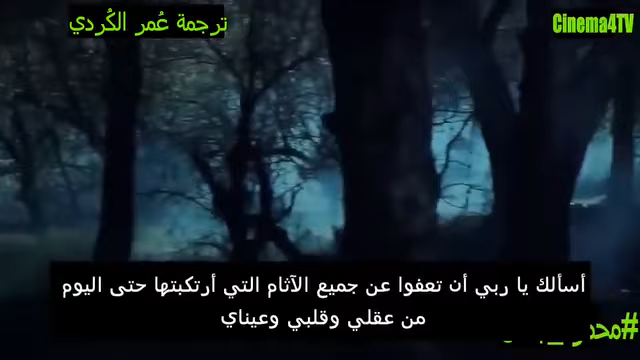 ترجمة عُمر الكُردي
Cinema4TV
أسألك يا ربي أن تعفوا عن جميع الآثام التي أرتكبتها حتى اليوم
من عقلي وقلبي وعيناي